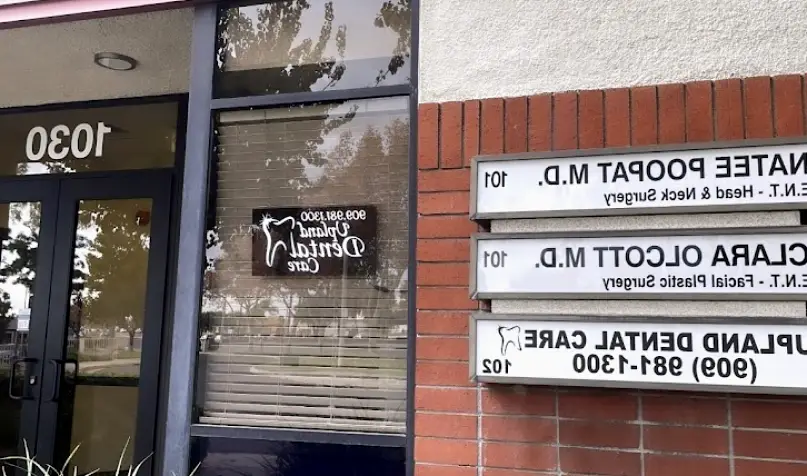 1030
909.981.1300
Upland
Dental
Care
NATEE POOPAT M.D. 101
E.N.T. - Head & Neck Surgery
CLARA OLCOTT M.D. 101
E.N.T. - Facial Plastic Surgery
UPLAND DENTAL CARE
(909) 981-1300 102